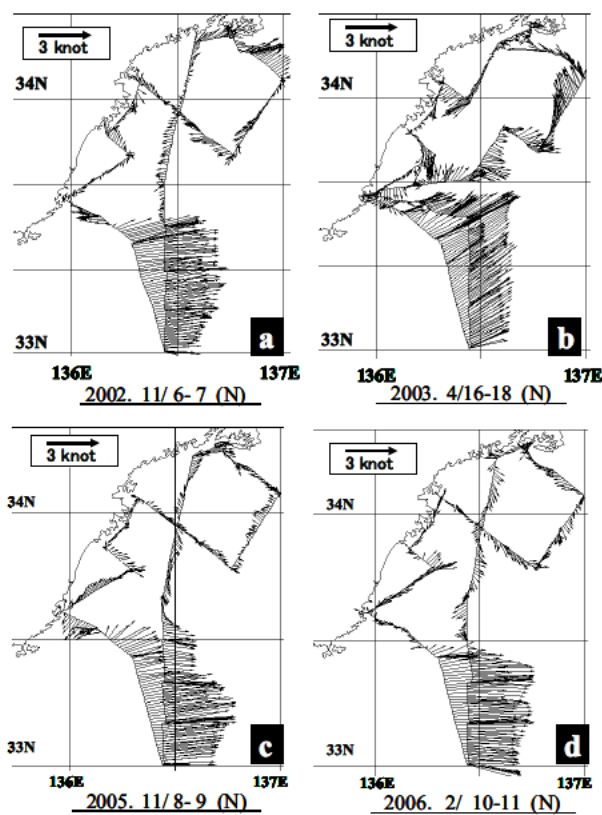 3 knot
3 knot
34N
34N
a
b
33N
33N
136E
137E
136E
137E
2002. 11/ 6- 7 (N)
2003. 4/16-18 (N)
3 knot
3 knot
34N
34N
c
d
33N
33N
136E
137E
136E
137E
2005. 11/ 8- 9 (N)
2006. 2/ 10-11 (N)